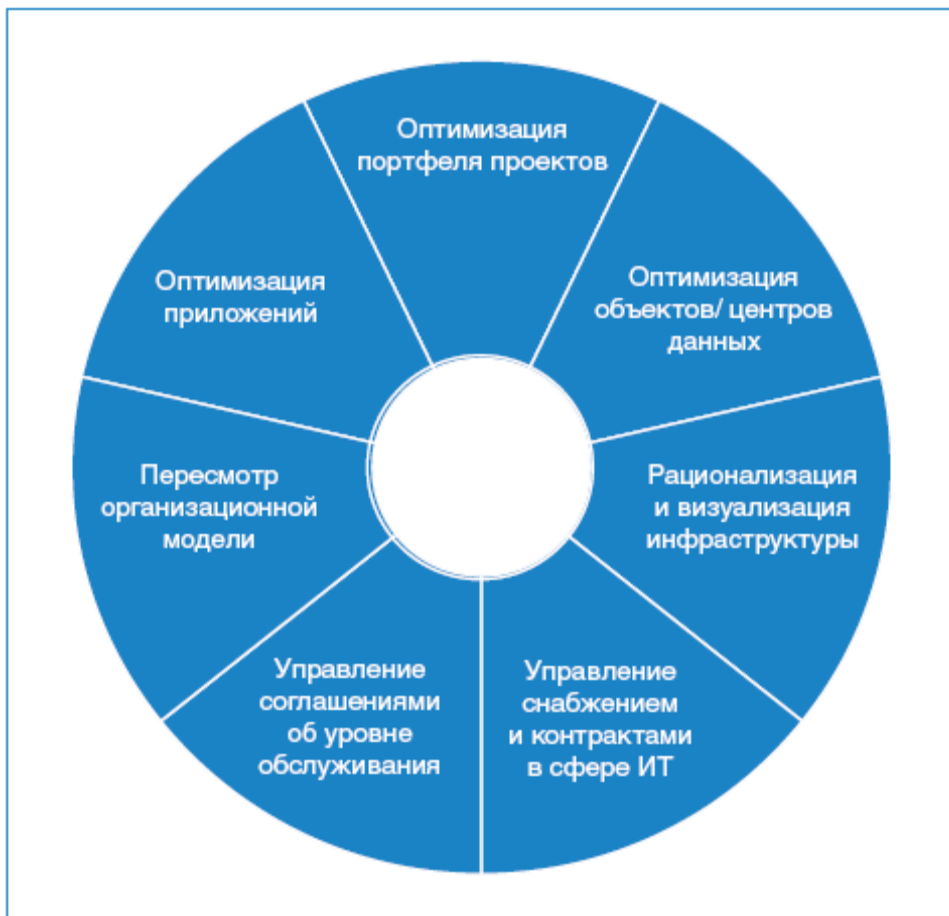 Оптимизация
портфеля проектов
Оптимизация
объектов/ центров
данных
Рационализация
и визуализация
инфраструктуры
Управление
снабжением
и контрактами
в сфере ИТ
Управление
соглашениями
об уровне
обслуживания
Пересмотр
организационной
модели
Оптимизация
приложений